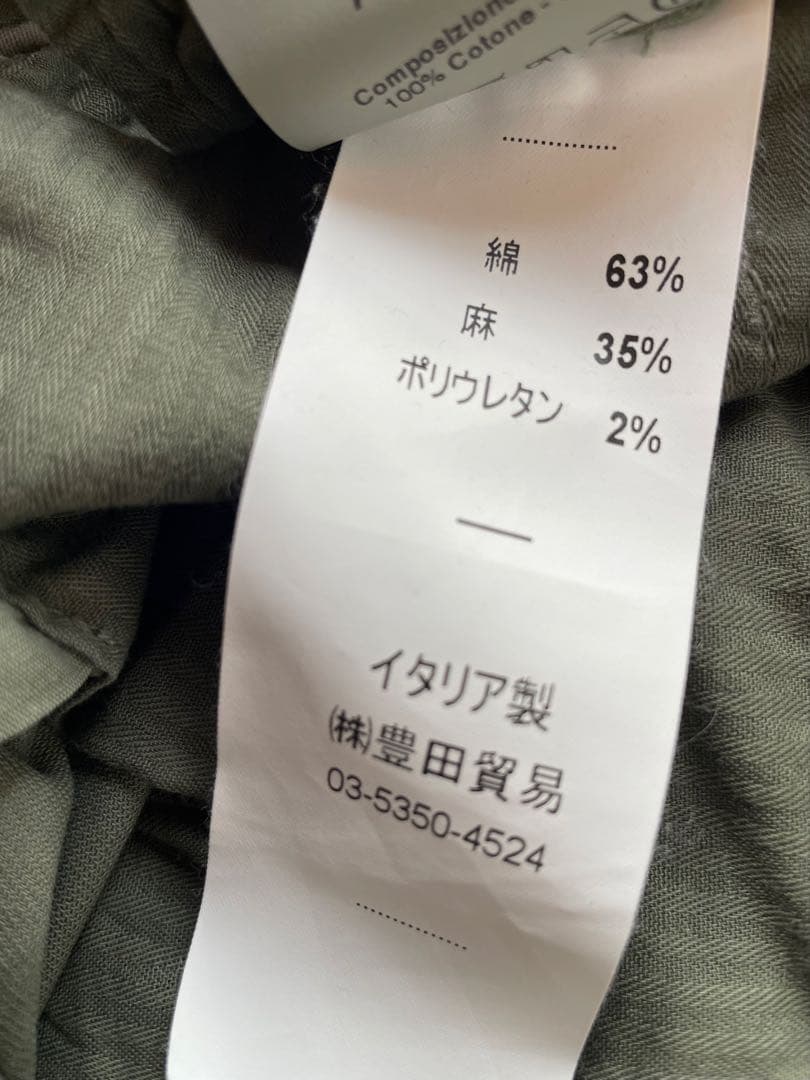 Composizione
100% Cotone -
綿 63%
麻 35%
ポリウレタン 2%
イタリア製
(株)豊田貿易
03-5350-4524